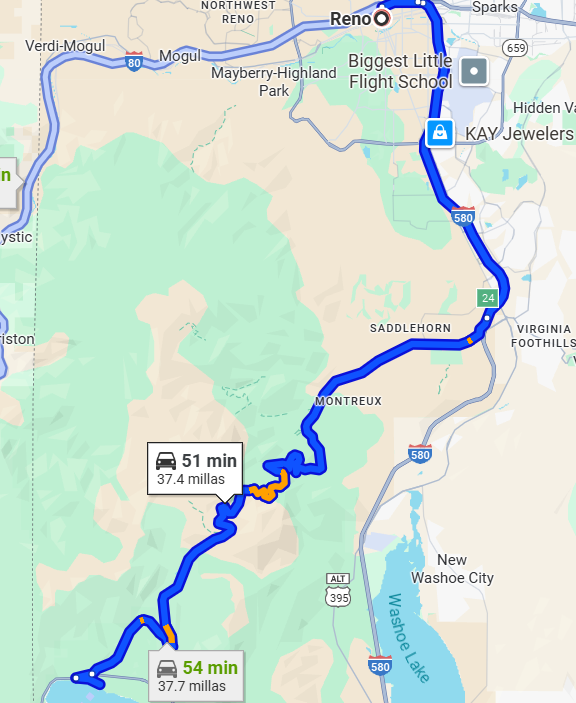 NORTHWEST
RENO
Sparks
Reno
Verdi-Mogul
Mogul
80
659
Biggest Little
Flight School
Mayberry-Highland
Park
Hidden Va
KAY Jewelers
n
580
ystic
24
riston
SADDLEHORN
VIRGINIA
FOOTHILLS
MONTREUX
580
51 min
37.4 millas
New
Washoe City
ALT
395
Washoe Lake
54 min
37.7 millas
580